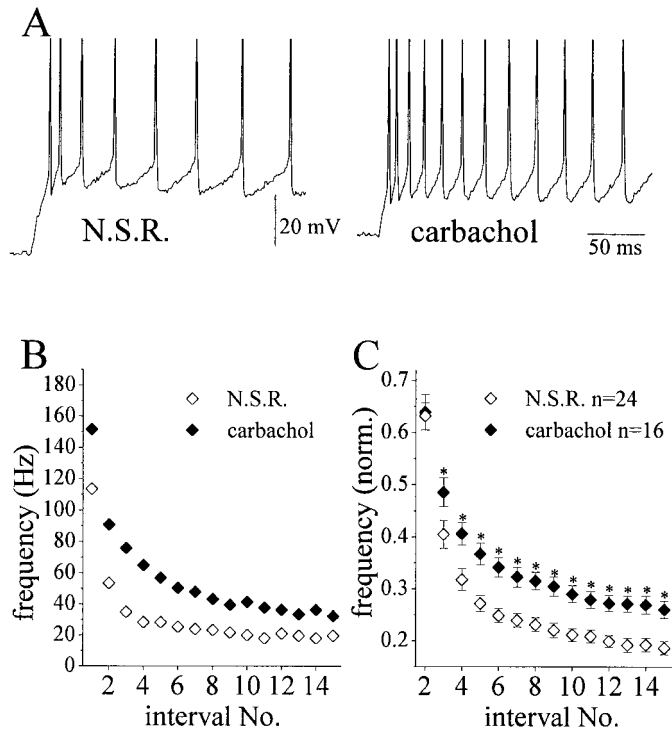 A
N.S.R.
20 mV
carbachol
50 ms
B
180
160
140
120
100
80
60
40
20
0
frequency (Hz)
N.S.R.
carbachol
2 4 6 8 10 12 14
interval No.
C
0.7
0.6
0.5
0.4
0.3
0.2
frequency (norm.)
N.S.R. n=24
carbachol n=16
* * * * * * * * * * * * *
2 4 6 8 10 12 14
interval No.